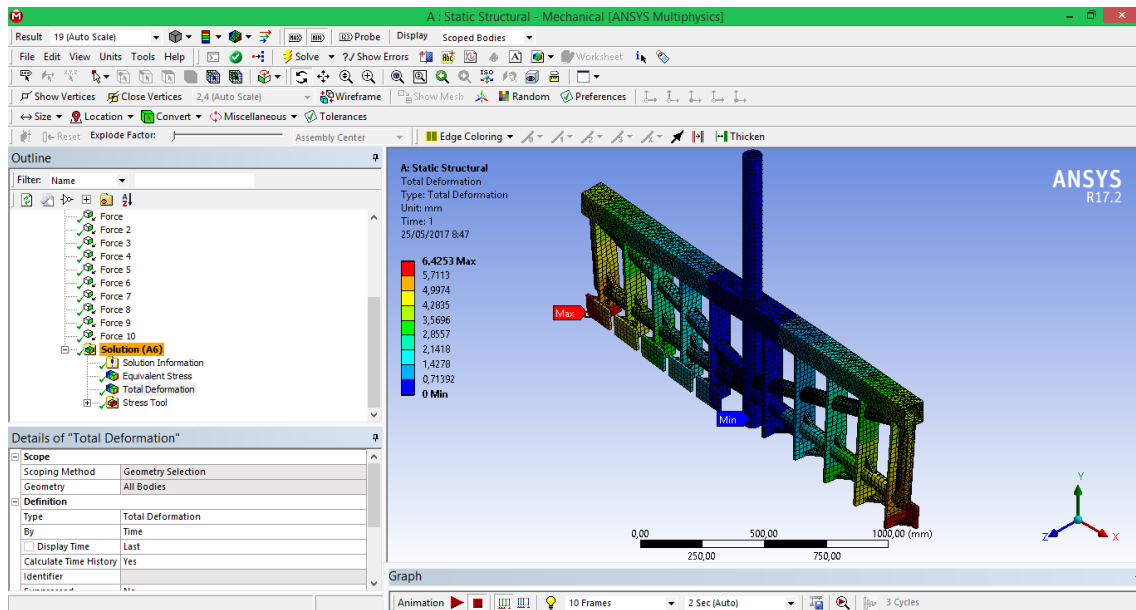 A : Static Structural - Mechanical [ANSYS Multiphysics]
Result 19 (Auto Scale) Probe Display Scoped Bodies
File Edit View Units Tools Help Solve ?/ Show Errors A Worksheet
ISO
Show Vertices Close Vertices 2,4 (Auto Scale) Wireframe Show Mesh Random Preferences
Size Location Convert Miscellaneous Tolerances
Reset Explode Factor: Assembly Center Edge Coloring Thicken
Outline
Filter: Name
Force
Force 2
Force 3
Force 4
Force 5
Force 6
Force 7
Force 8
Force 9
Force 10
Solution (A6)
Solution Information
Equivalent Stress
Total Deformation
Stress Tool
Details of "Total Deformation"
Scope
Scoping Method Geometry Selection
Geometry All Bodies
Definition
Type Total Deformation
By Time
Display Time Last
Calculate Time History Yes
Identifier
A: Static Structural
Total Deformation
Type: Total Deformation
Unit: mm
Time: 1
25/05/2017 8:47
6,4253 Max
5,7113
4,9974
4,2835
3,5696
2,8557
2,1418
1,4278
0,71392
0 Min
Max
Min
ANSYS
R17.2
0,00 500,00 1000,00 (mm)
250,00 750,00
Y
Z X
Graph
Animation 10 Frames 2 Sec (Auto) 3 Cycles